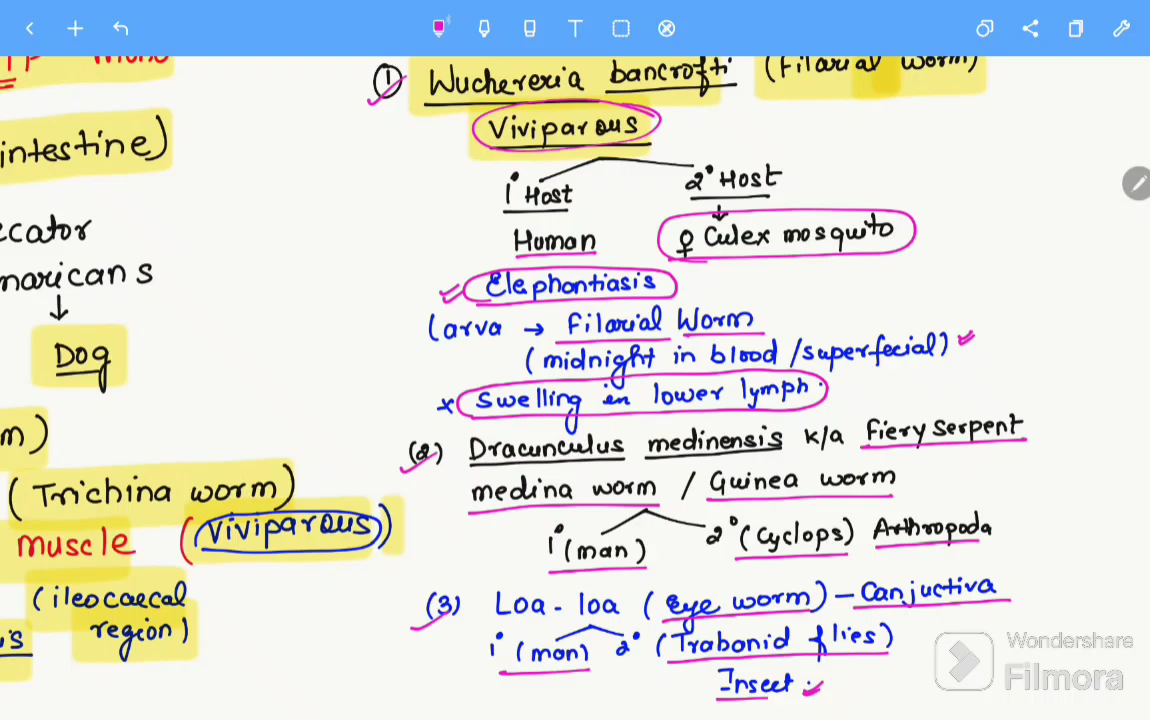 intestine)
ecator
maricans
↓
Dog
m)
(Trichina worm)
muscle (Viviparous)
(ileocaecal
region)
is
① Wuchereria bancrofti (Filarial worm)
Viviparous
1° Host 2° Host
↓
Human ♀ Culex mosquito
Elephantiasis
larva → Filarial Worm
(midnight in blood/superfecial)
* Swelling in lower lymph.
(2) Dracunculus medinensis k/a Fiery serpent
medina worm / Guinea worm
1° (man) 2° (Cyclops) Arthropoda
(3) Loa-loa (Eye worm) - Canjuctiva
1° (man) 2° (Trabonid flies)
Insect.
Wondershare
Filmora